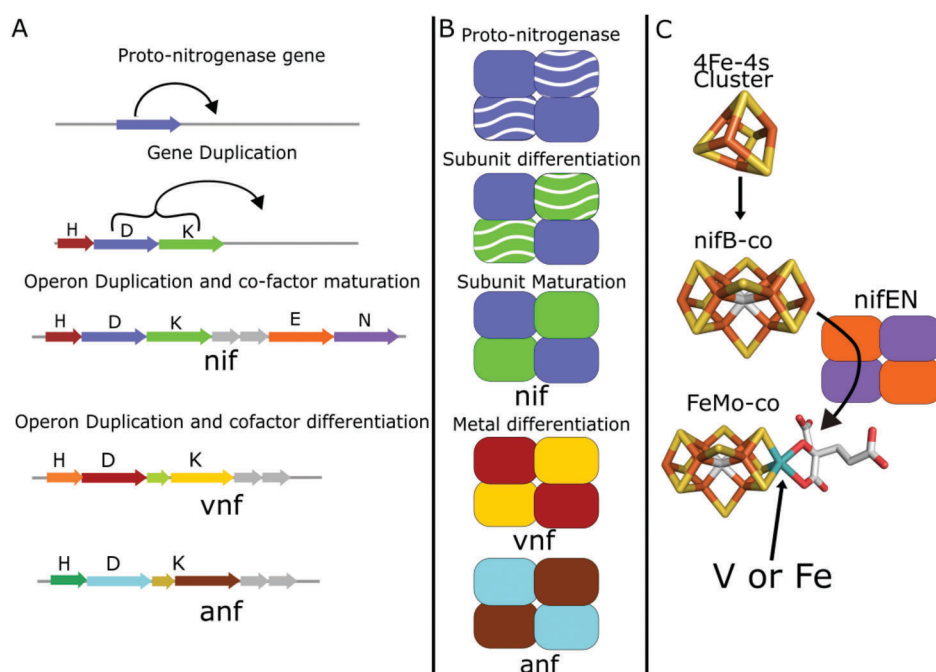 A
Proto-nitrogenase gene
Gene Duplication
H D K
Operon Duplication and co-factor maturation
H D K E N
nif
Operon Duplication and cofactor differentiation
H D K
vnf
H D K
anf
B
Proto-nitrogenase
Subunit differentiation
Subunit Maturation
nif
Metal differentiation
vnf
anf
C
4Fe-4s
Cluster
nifB-co
nifEN
FeMo-co
V or Fe